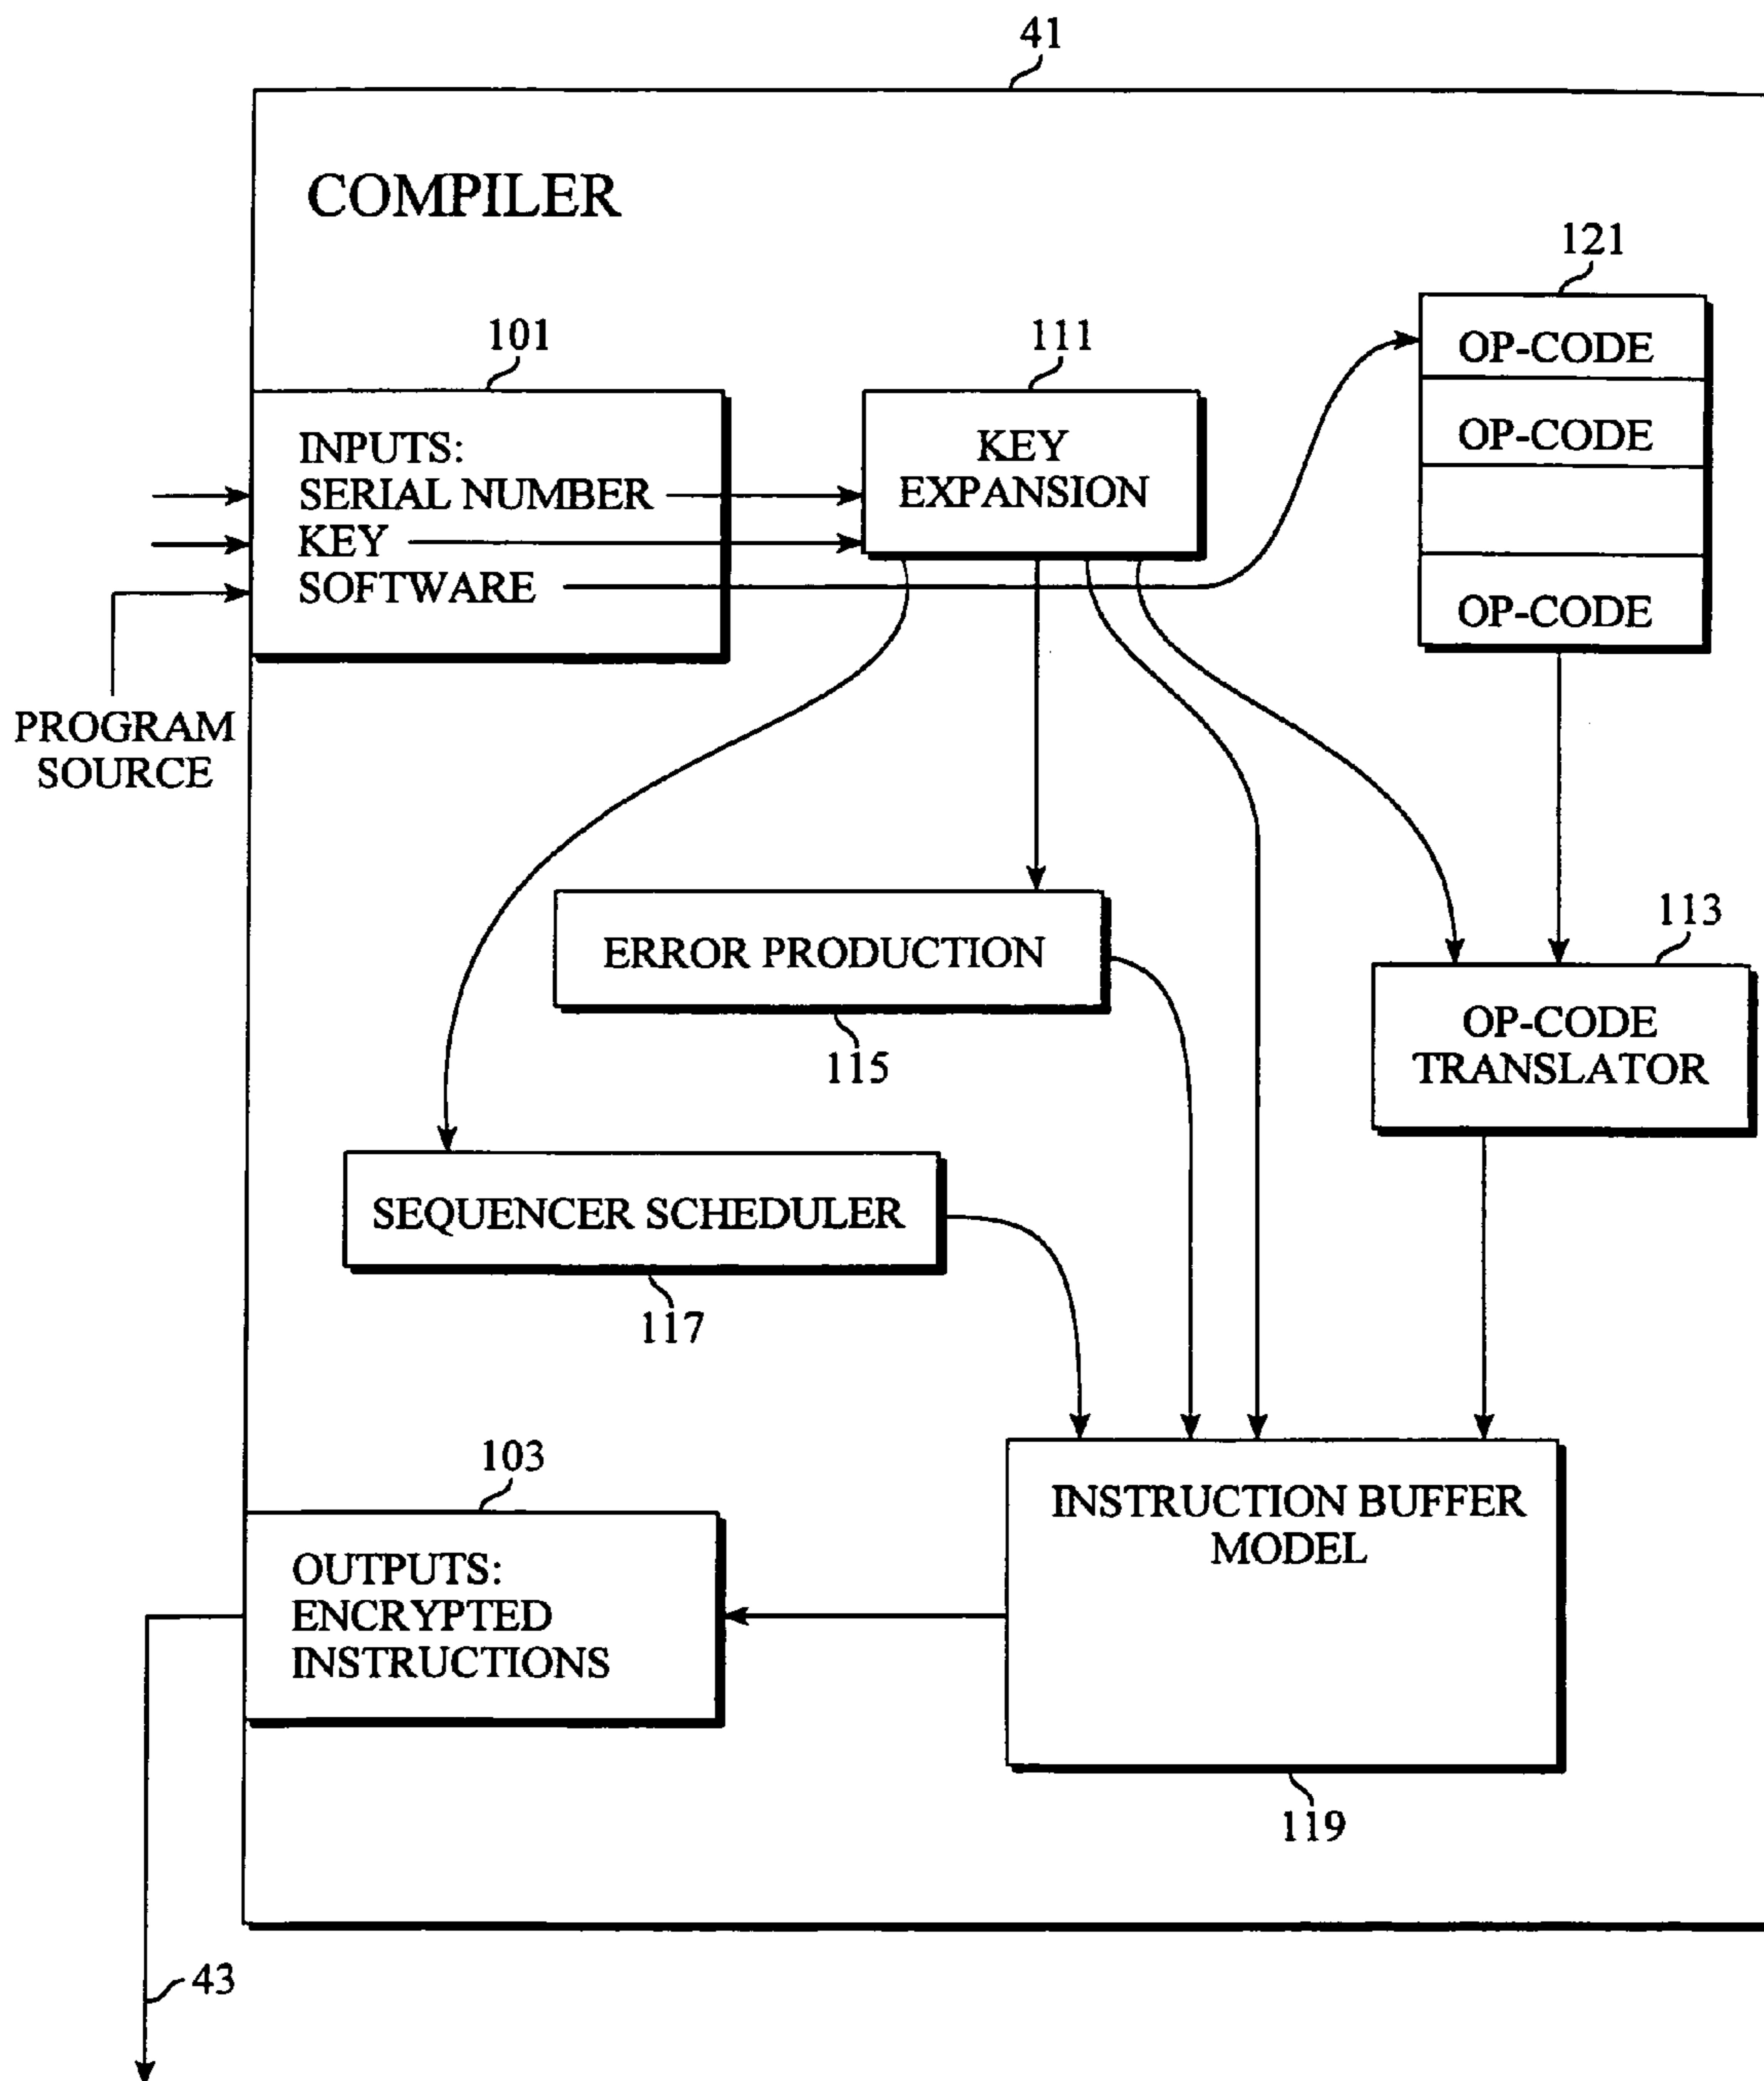 41
COMPILER
121
101
111
OP-CODE
OP-CODE
OP-CODE
INPUTS:
SERIAL NUMBER
KEY
SOFTWARE
KEY
EXPANSION
PROGRAM
SOURCE
ERROR PRODUCTION
115
113
OP-CODE
TRANSLATOR
SEQUENCER SCHEDULER
117
103
OUTPUTS:
ENCRYPTED
INSTRUCTIONS
INSTRUCTION BUFFER
MODEL
119
43